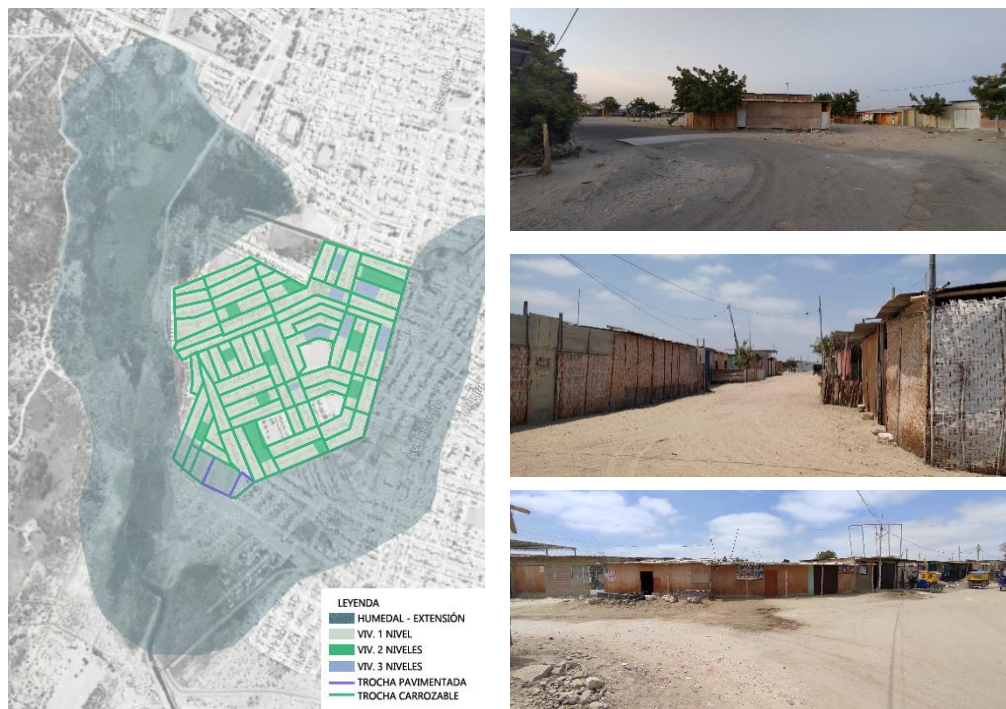 LEYENDA
HUMEDAL - EXTENSIÓN
VIV. 1 NIVEL
VIV. 2 NIVELES
VIV. 3 NIVELES
TROCHA PAVIMENTADA
TROCHA CARROZABLE